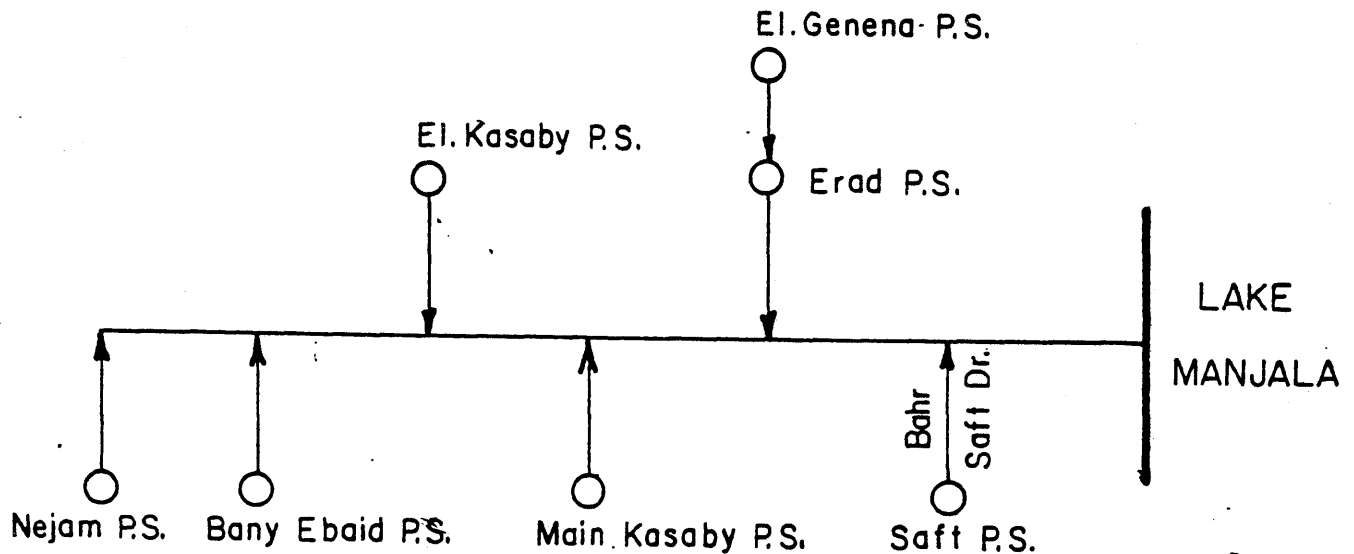 El. Genena P.S.
El. Kasaby P.S.
Erad P.S.
LAKE
MANJALA
Bahr
Saft Dr.
Nejam P.S.
Bany Ebaid P.S.
Main. Kasaby P.S.
Saft P.S.